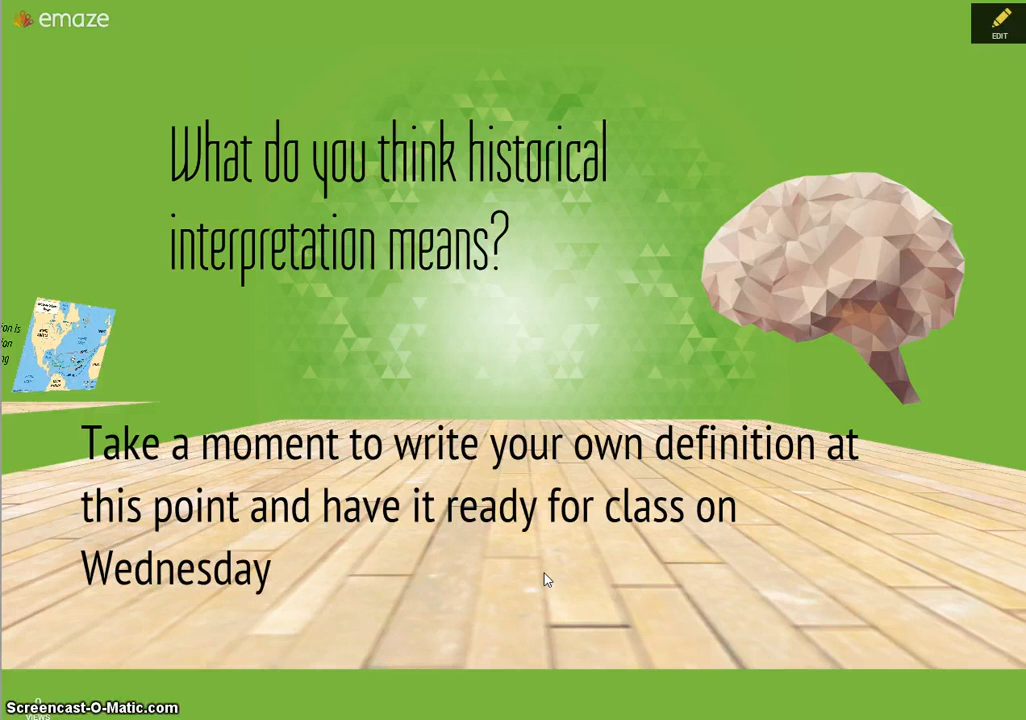 emaze
EDIT
What do you think historical
interpretation means?
Take a moment to write your own definition at
this point and have it ready for class on
Wednesday
VIEWS
Screencast-O-Matic.com